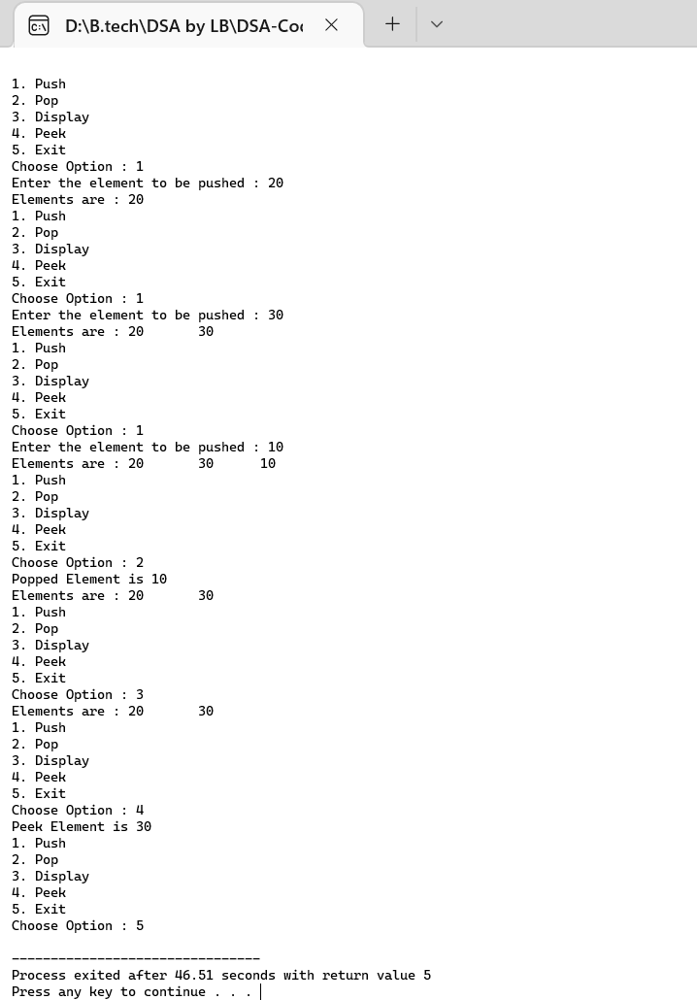 C:\ D:\B.tech\DSA by LB\DSA-Co
1. Push
2. Pop
3. Display
4. Peek
5. Exit
Choose Option : 1
Enter the element to be pushed : 20
Elements are : 20
1. Push
2. Pop
3. Display
4. Peek
5. Exit
Choose Option : 1
Enter the element to be pushed : 30
Elements are : 20       30
1. Push
2. Pop
3. Display
4. Peek
5. Exit
Choose Option : 1
Enter the element to be pushed : 10
Elements are : 20       30      10
1. Push
2. Pop
3. Display
4. Peek
5. Exit
Choose Option : 2
Popped Element is 10
Elements are : 20       30
1. Push
2. Pop
3. Display
4. Peek
5. Exit
Choose Option : 3
Elements are : 20       30
1. Push
2. Pop
3. Display
4. Peek
5. Exit
Choose Option : 4
Peek Element is 30
1. Push
2. Pop
3. Display
4. Peek
5. Exit
Choose Option : 5
--------------------------------
Process exited after 46.51 seconds with return value 5
Press any key to continue . . .